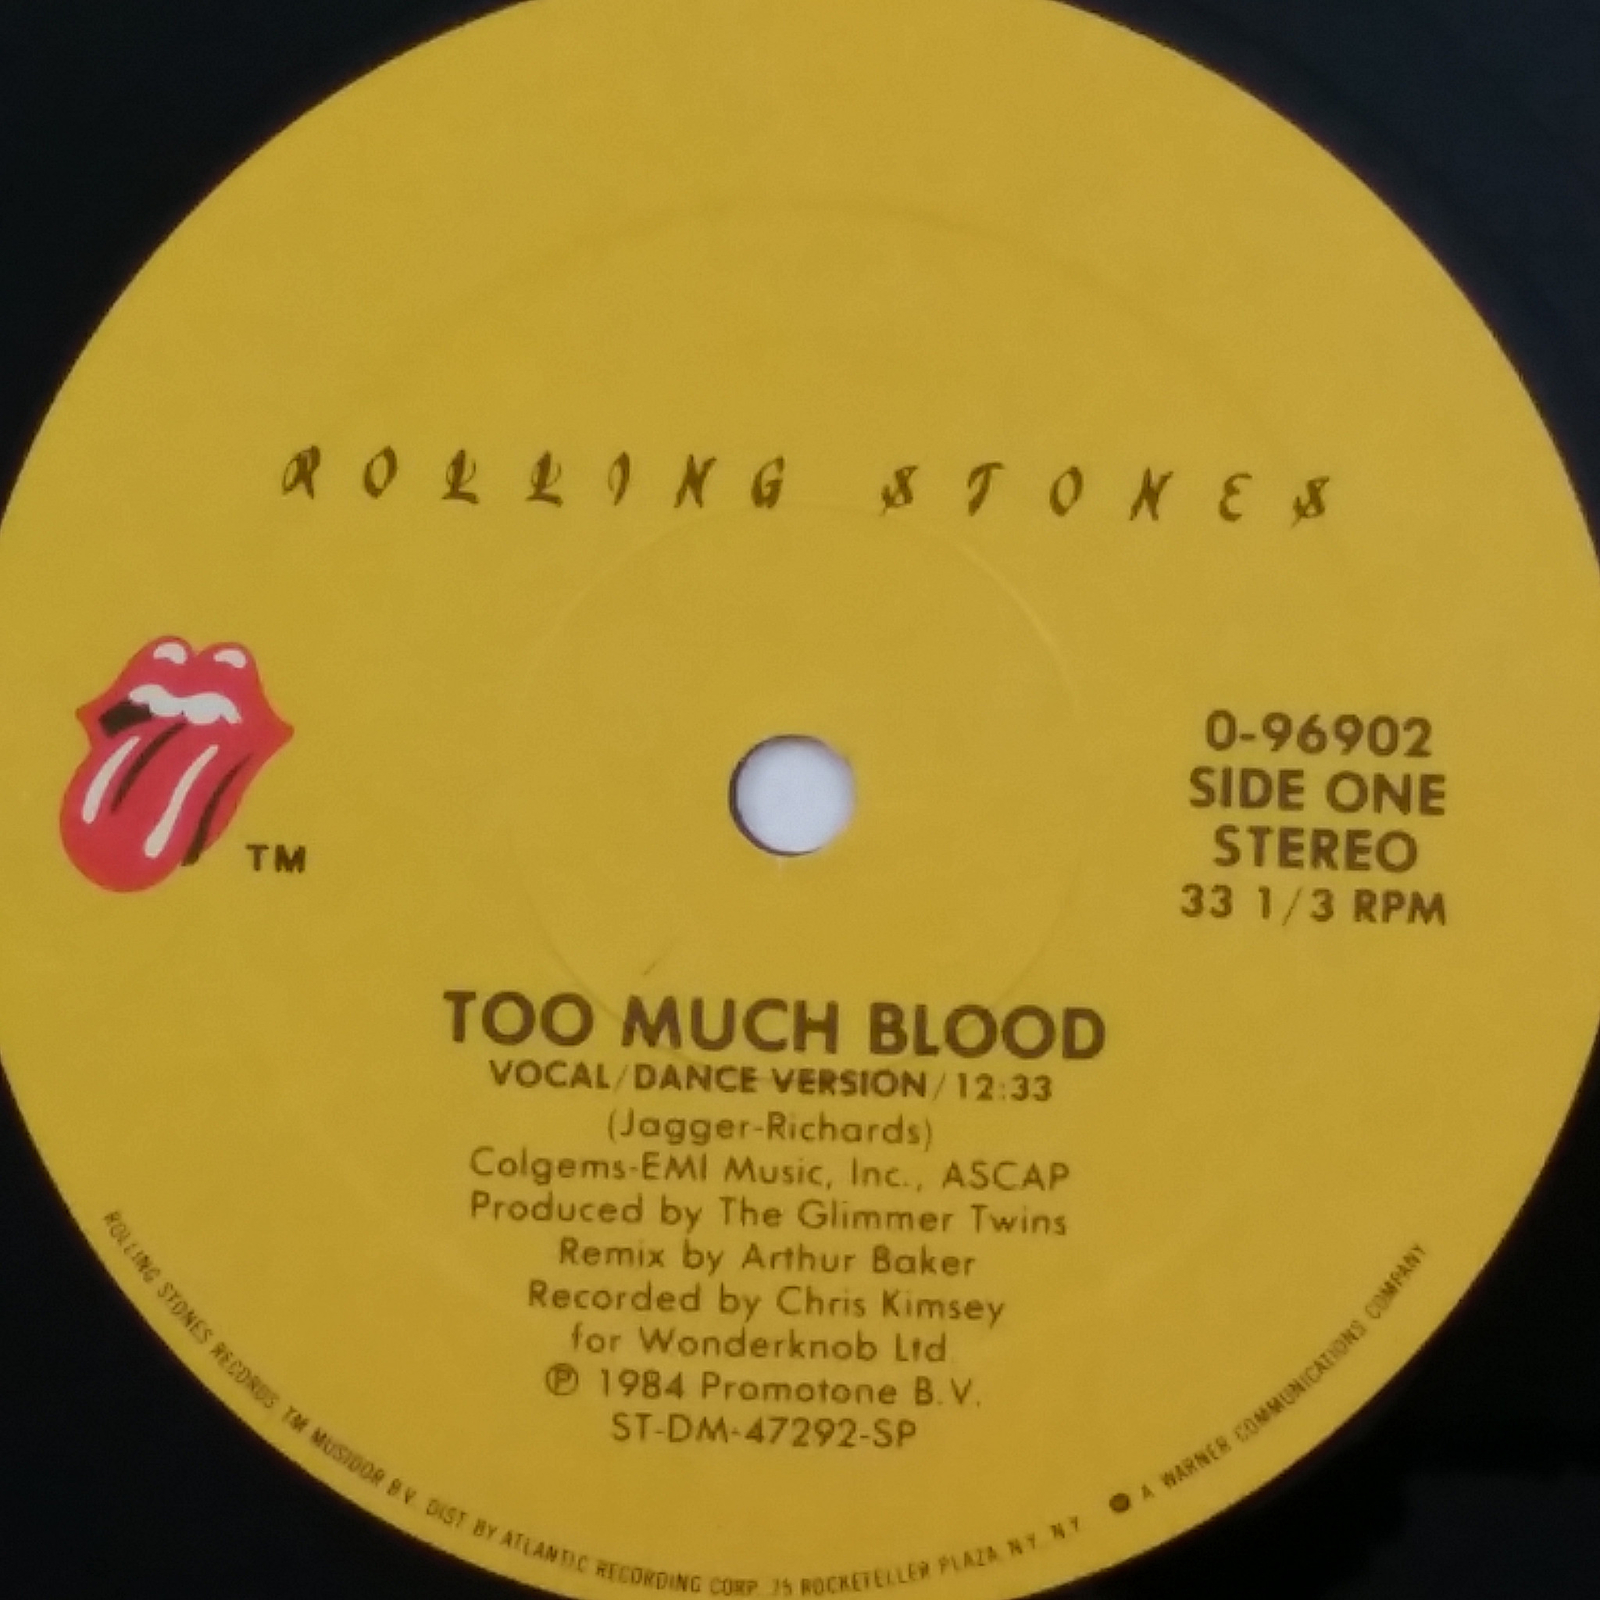 ROLLING STONES
TM
0-96902
SIDE ONE
STEREO
33 1/3 RPM
TOO MUCH BLOOD
VOCAL/DANCE VERSION/12:33
(Jagger-Richards)
Colgems-EMI Music, Inc., ASCAP
Produced by The Glimmer Twins
Remix by Arthur Baker
Recorded by Chris Kimsey
for Wonderknob Ltd.
℗ 1984 Promotone B.V.
ST-DM-47292-SP
ROLLING STONES RECORDS, TM MUSIDOR B.V. DIST BY ATLANTIC RECORDING CORP. 75 ROCKEFELLER PLAZA N.Y. N.Y. A WARNER COMMUNICATIONS COMPANY